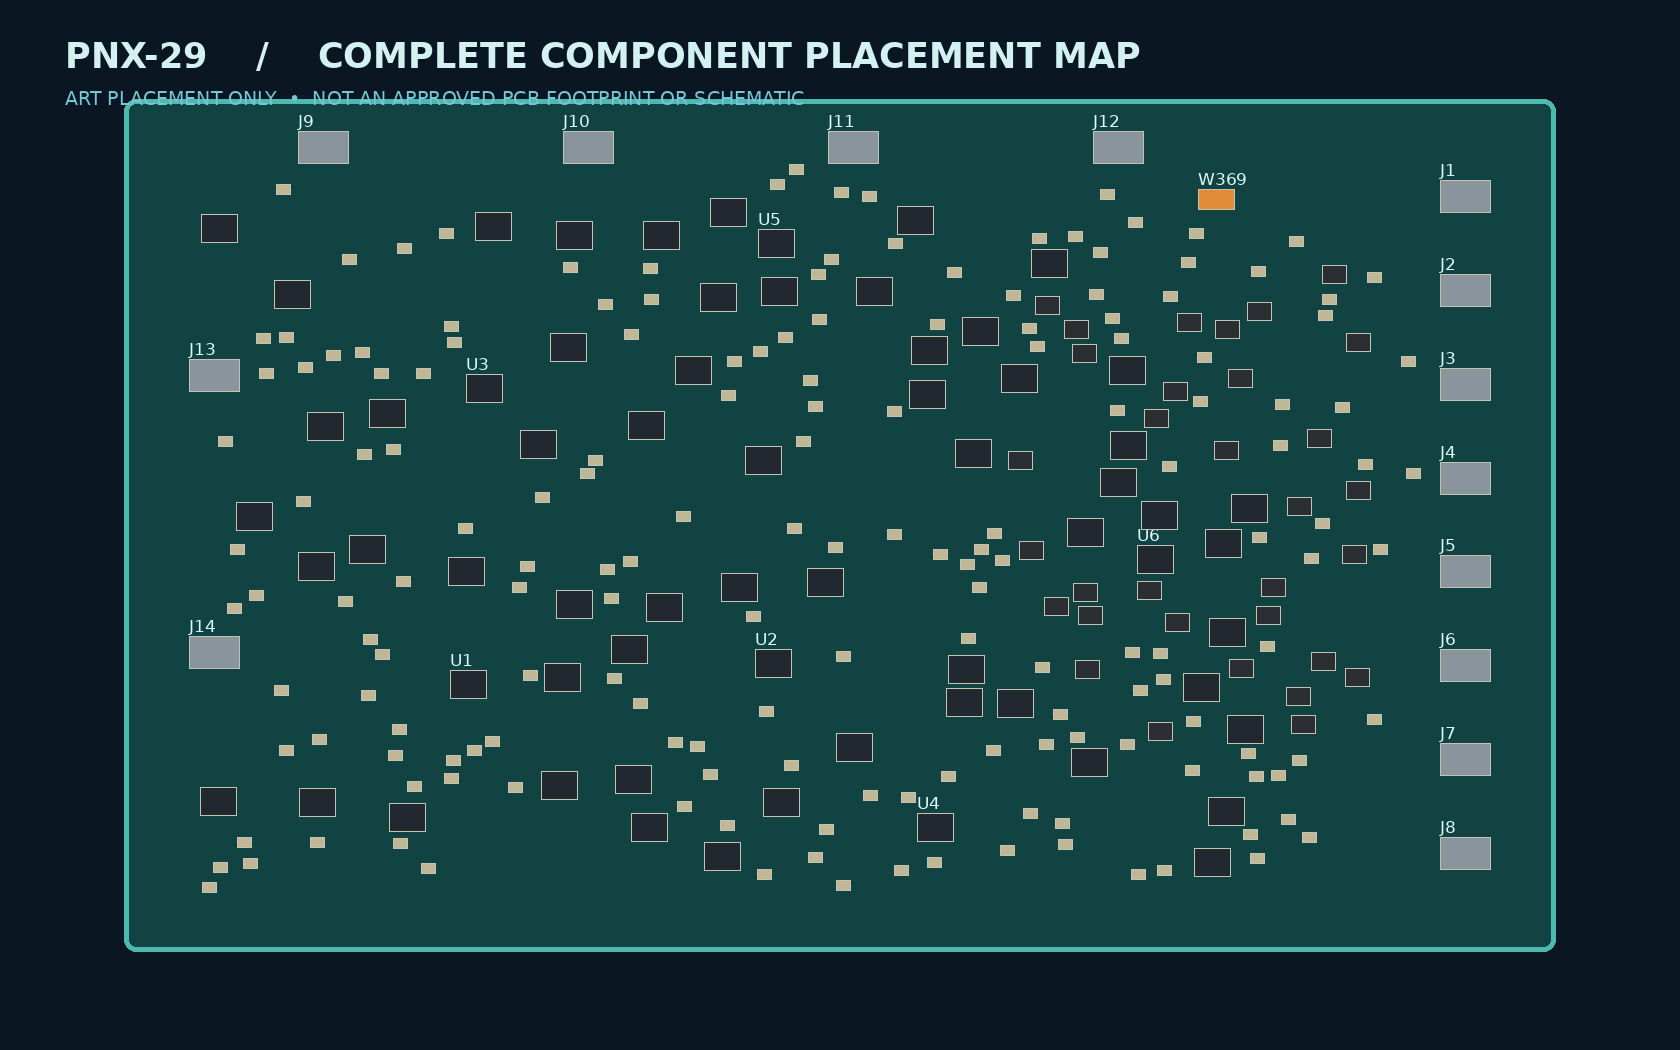 PNX-29 / COMPLETE COMPONENT PLACEMENT MAP
ART PLACEMENT ONLY • NOT AN APPROVED PCB FOOTPRINT OR SCHEMATIC
J9
J10
J11
J12
J1
W369
U5
J2
J13
J3
U3
J4
U6
J5
J14
U2
J6
U1
J7
U4
J8